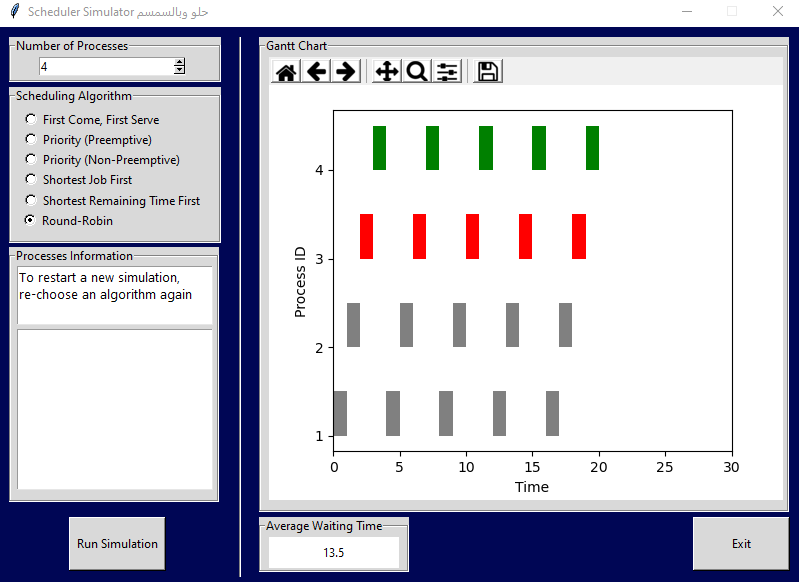 Scheduler Simulator حلو وبالسمسم
Number of Processes
4
Scheduling Algorithm
First Come, First Serve
Priority (Preemptive)
Priority (Non-Preemptive)
Shortest Job First
Shortest Remaining Time First
Round-Robin
Processes Information
To restart a new simulation,
re-choose an algorithm again
Run Simulation
Gantt Chart
Process ID
4
3
2
1
0 5 10 15 20 25 30
Time
Average Waiting Time
13.5
Exit